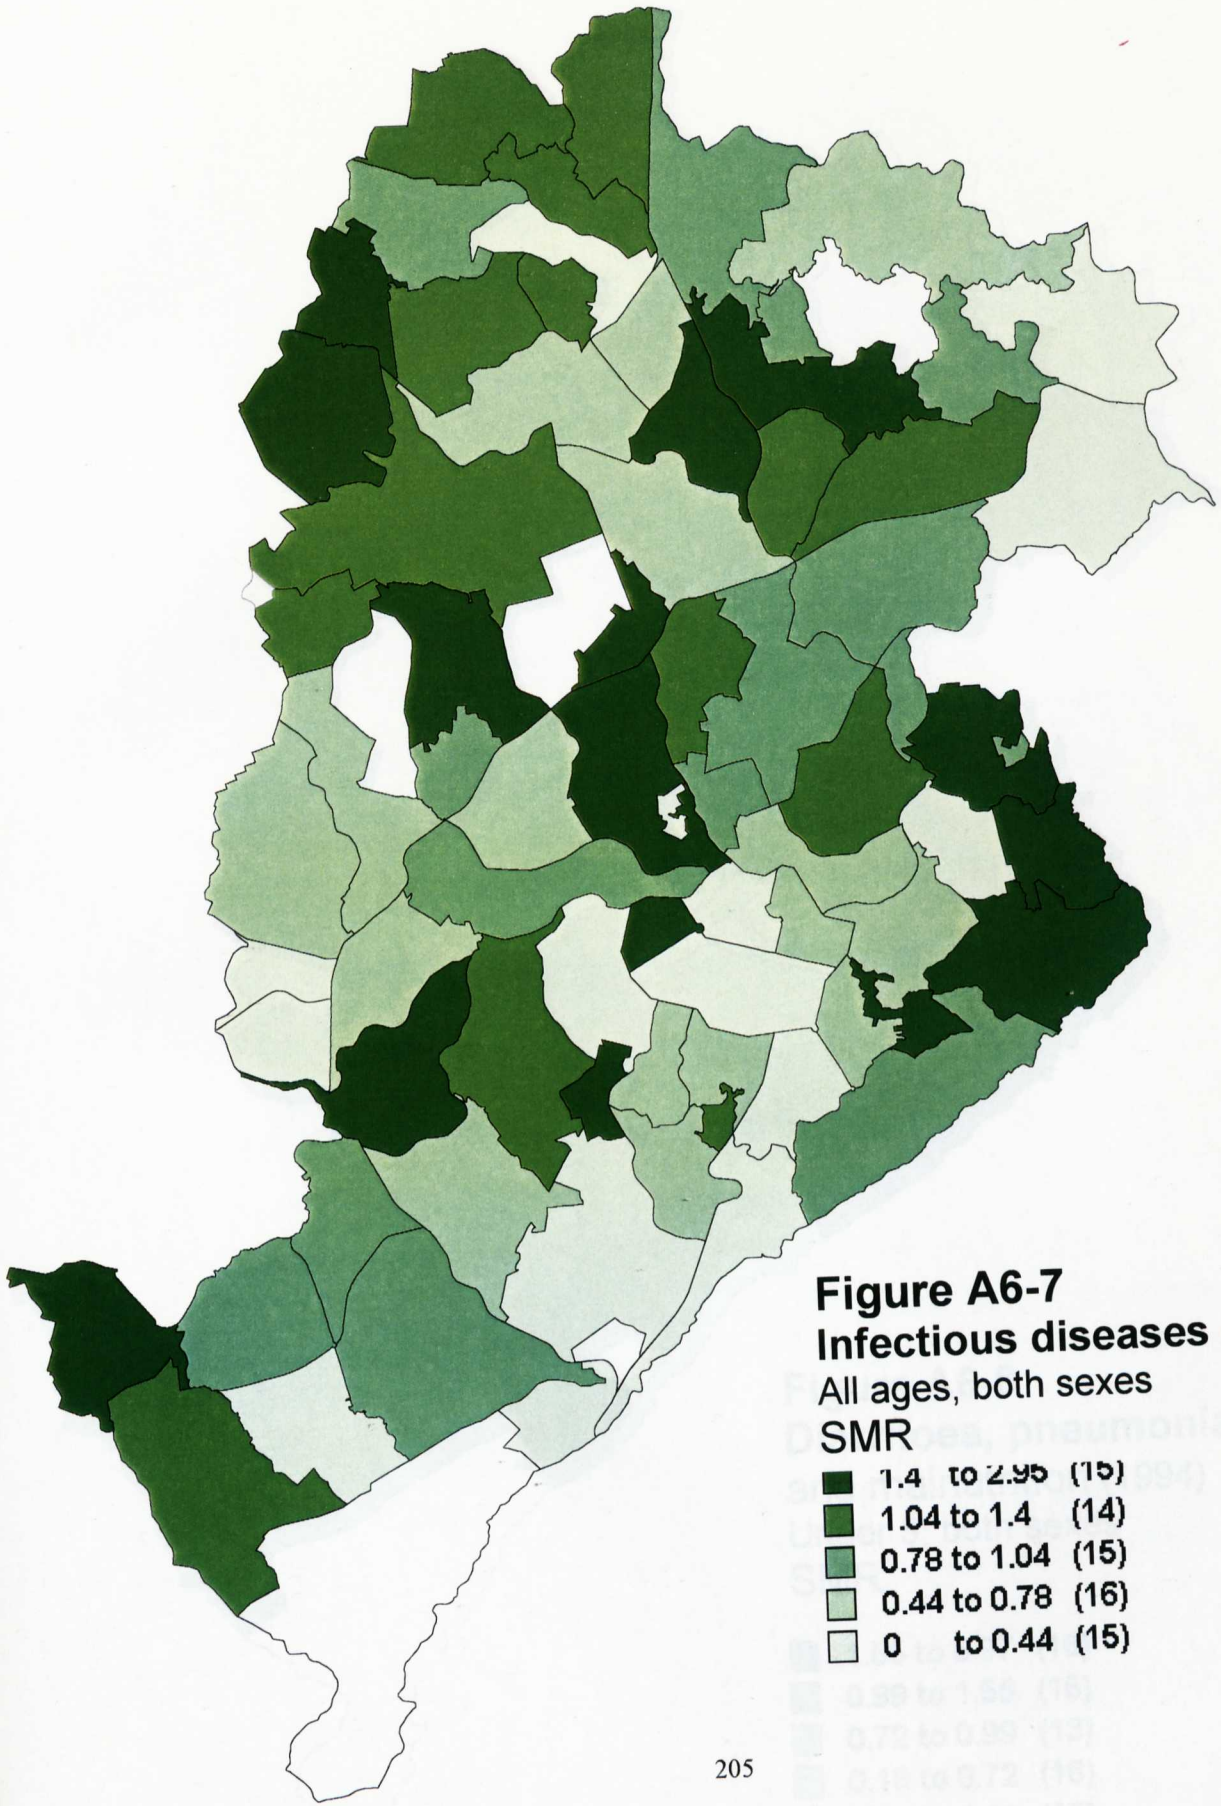 Figure A6-7
Infectious diseases
All ages, both sexes
SMR
1.4 to 2.95 (15)
1.04 to 1.4 (14)
0.78 to 1.04 (15)
0.44 to 0.78 (16)
0 to 0.44 (15)
205